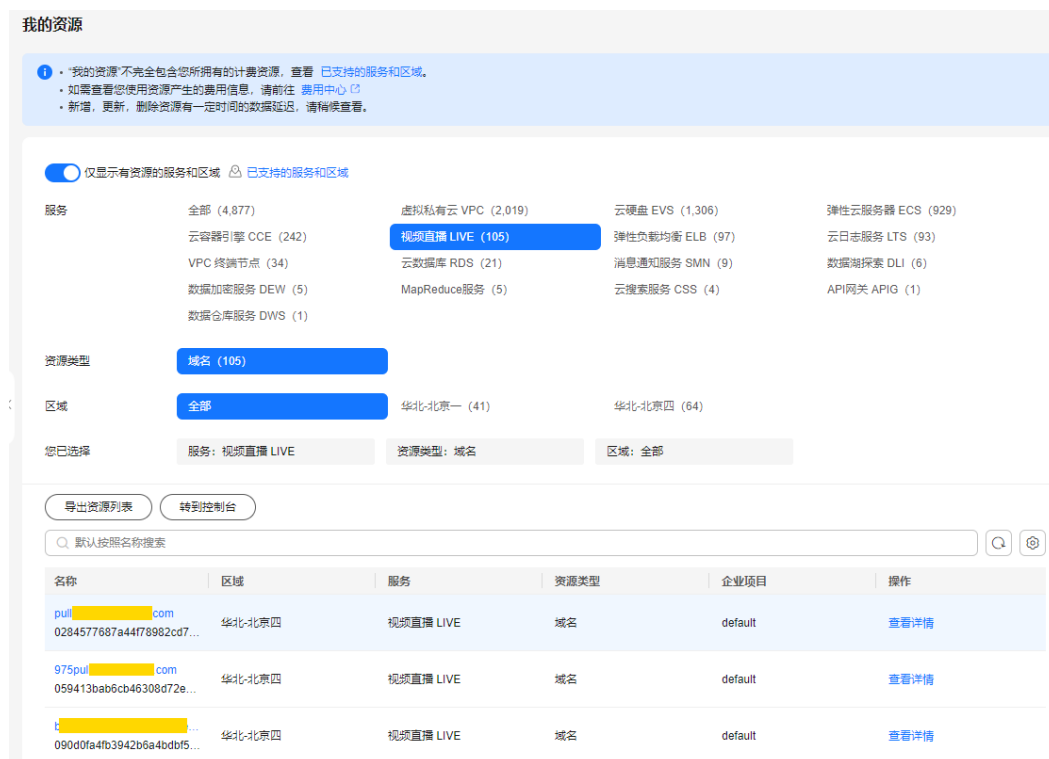 我的资源
· “我的资源”不完全包含您所拥有的计费资源，查看 已支持的服务和区域。
· 如需查看您使用资源产生的费用信息，请前往 费用中心
· 新增，更新，删除资源有一定时间的数据延迟，请稍候查看。
仅显示有资源的服务和区域 已支持的服务和区域
服务 全部（4,877） 虚拟私有云 VPC（2,019） 云硬盘 EVS（1,306） 弹性云服务器 ECS（929）
云容器引擎 CCE（242） 视频直播 LIVE（105） 弹性负载均衡 ELB（97） 云日志服务 LTS（93）
VPC 终端节点（34） 云数据库 RDS（21） 消息通知服务 SMN（9） 数据湖探索 DLI（6）
数据加密服务 DEW（5） MapReduce服务（5） 云搜索服务 CSS（4） API网关 APIG（1）
数据仓库服务 DWS（1）
资源类型 域名（105）
区域 全部 华北-北京一（41） 华北-北京四（64）
您已选择 服务：视频直播 LIVE 资源类型：域名 区域：全部
导出资源列表 转到控制台
默认按照名称搜索
名称 区域 服务 资源类型 企业项目 操作
pull com
0284577687a44f78982cd7... 华北-北京四 视频直播 LIVE 域名 default 查看详情
975pul com
059413bab6cb46308d72e... 华北-北京四 视频直播 LIVE 域名 default 查看详情
b ...
090d0fa4fb3942b6a4bdbf5... 华北-北京四 视频直播 LIVE 域名 default 查看详情